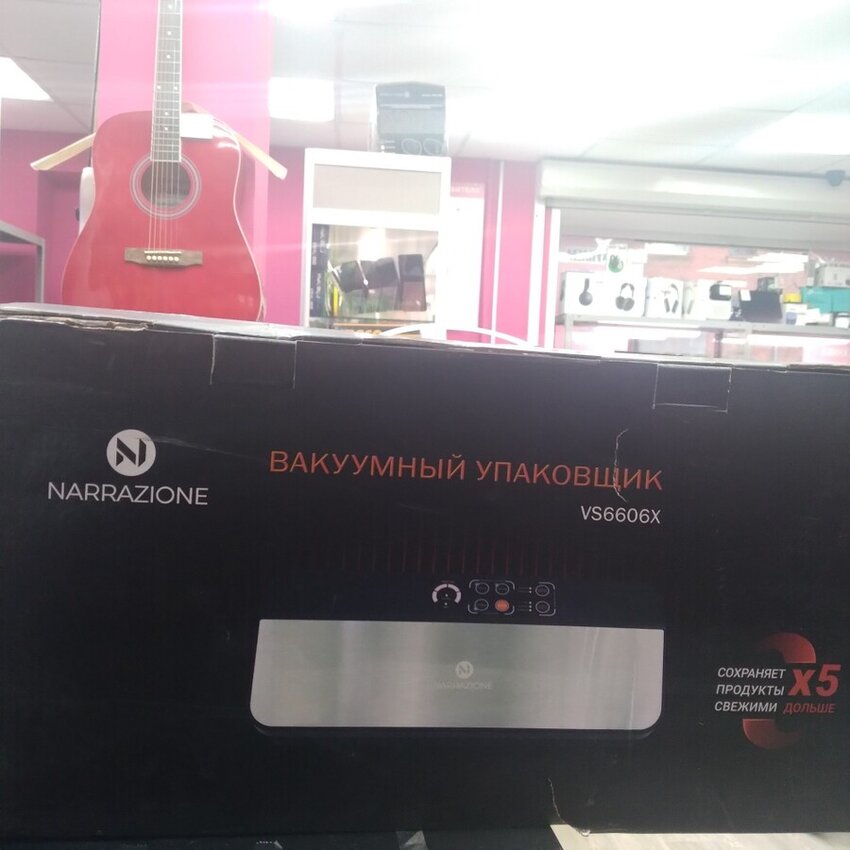 NARRAZIONE
ВАКУУМНЫЙ УПАКОВЩИК
VS6606X
NARRAZIONE
СОХРАНЯЕТ
ПРОДУКТЫ
СВЕЖИМИ
x5
ДОЛЬШЕ